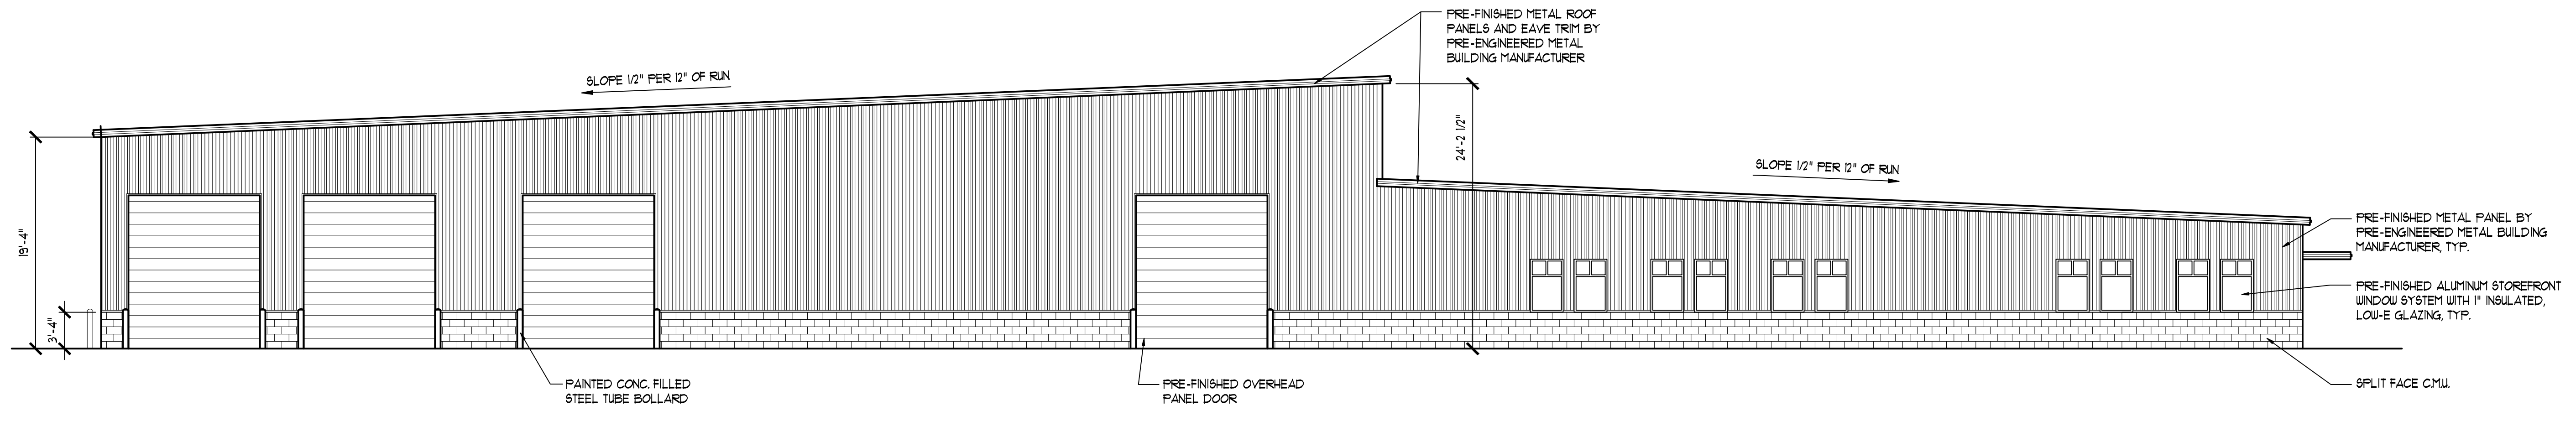 PRE-FINISHED METAL ROOF
PANELS AND EAVE TRIM BY
PRE-ENGINEERED METAL
BUILDING MANUFACTURER
SLOPE 1/2" PER 12" OF RUN
24'-2 1/2"
SLOPE 1/2" PER 12" OF RUN
19'-4"
3'-4"
PRE-FINISHED METAL PANEL BY
PRE-ENGINEERED METAL BUILDING
MANUFACTURER, TYP.
PRE-FINISHED ALUMINUM STOREFRONT
WINDOW SYSTEM WITH 1" INSULATED,
LOW-E GLAZING, TYP.
PAINTED CONC. FILLED
STEEL TUBE BOLLARD
PRE-FINISHED OVERHEAD
PANEL DOOR
SPLIT FACE C.M.U.